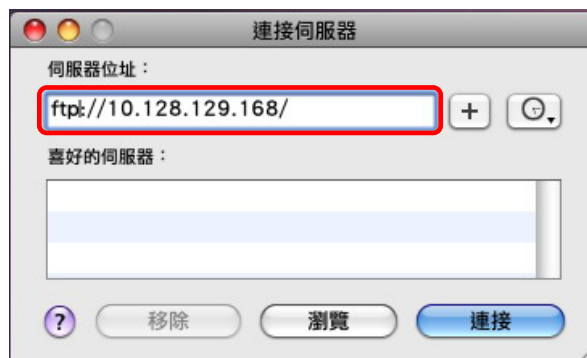 連接伺服器
伺服器位址：
ftp://10.128.129.168/
+
喜好的伺服器：
?
移除
瀏覽
連接